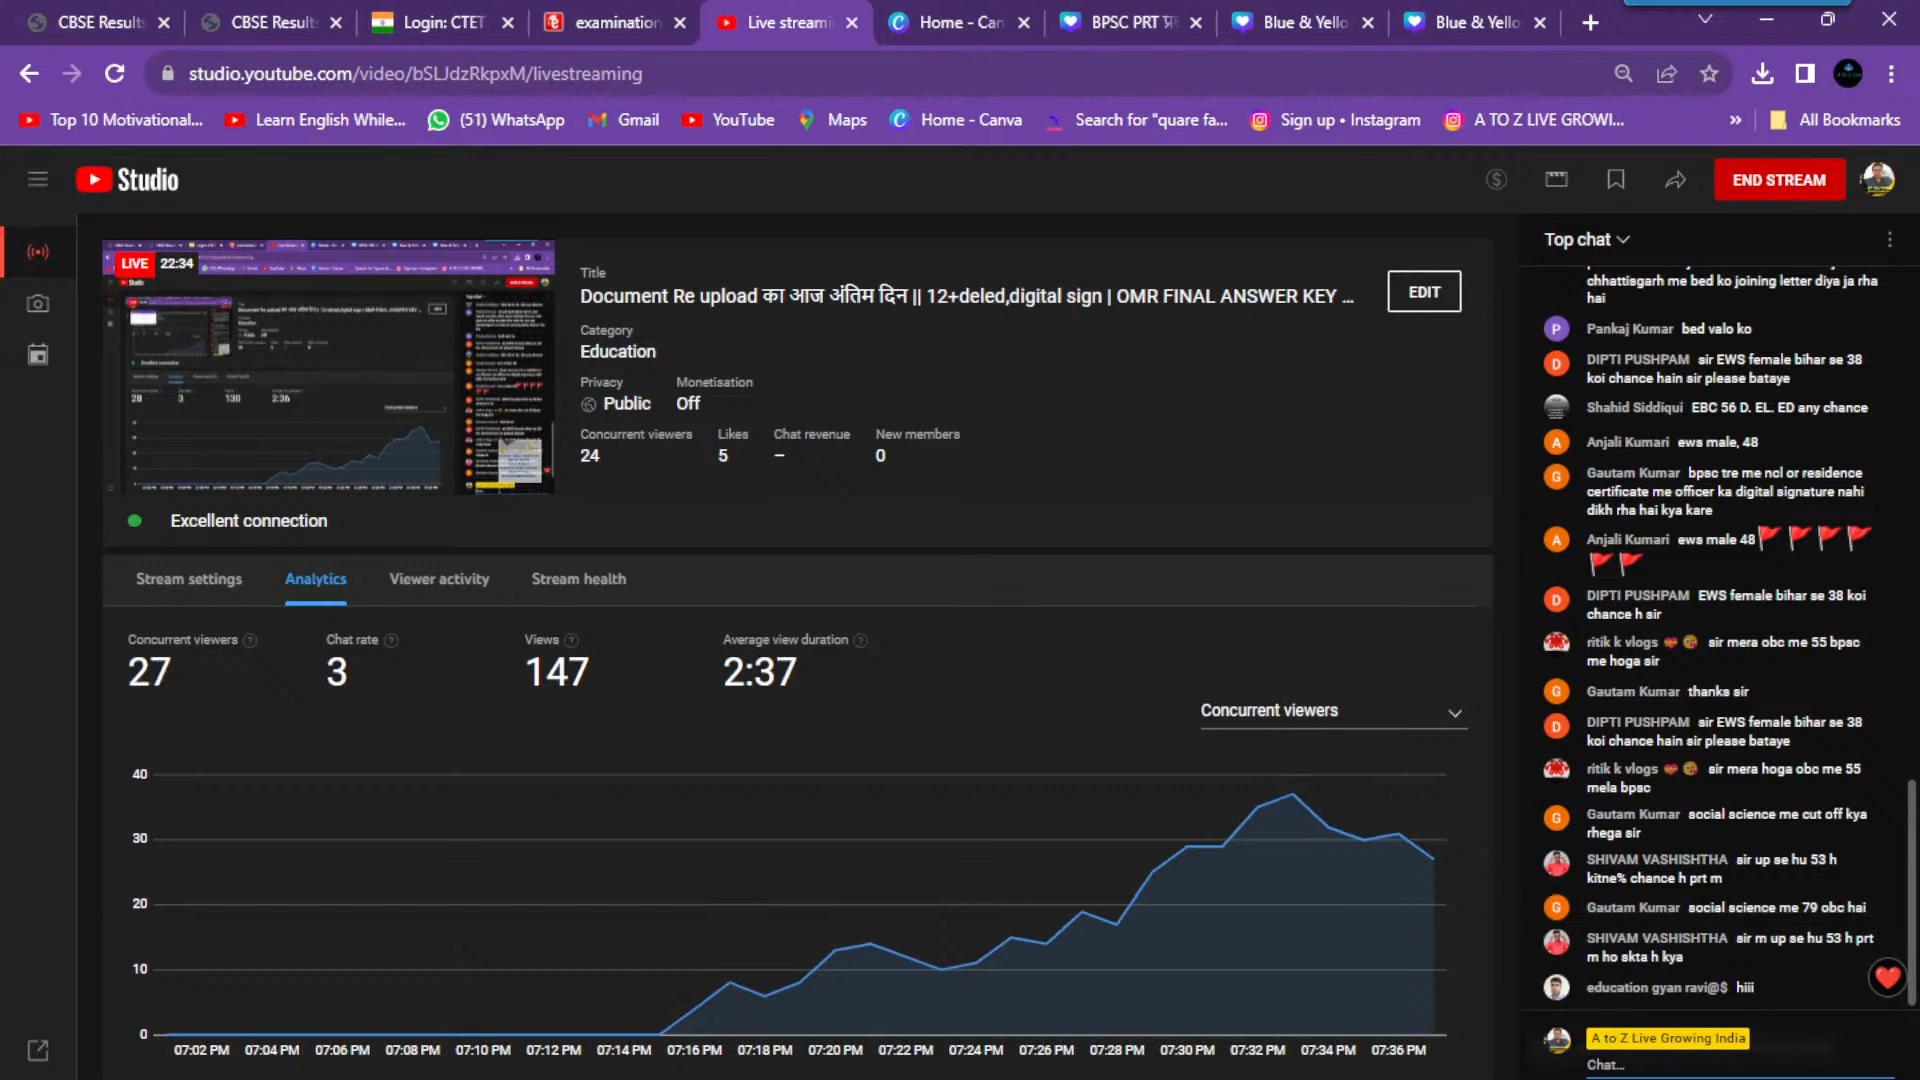 CBSE Results
CBSE Results
Login: CTET
examination
Live streami
Home - Can
BPSC PRT
Blue & Yello
Blue & Yello
studio.youtube.com/video/bSLJdzRkpxM/livestreaming
Top 10 Motivational...
Learn English While...
(51) WhatsApp
Gmail
YouTube
Maps
Home - Canva
Search for "quare fa...
Sign up • Instagram
A TO Z LIVE GROWI...
»
All Bookmarks
Studio
END STREAM
LIVE 22:34
Title
Document Re upload का आज अंतिम दिन || 12+deled,digital sign | OMR FINAL ANSWER KEY ...
EDIT
Category
Education
Privacy
Public
Monetisation
Off
Concurrent viewers
24
Likes
5
Chat revenue
–
New members
0
Excellent connection
Stream settings
Analytics
Viewer activity
Stream health
Concurrent viewers
27
Chat rate
3
Views
147
Average view duration
2:37
Concurrent viewers
40
30
20
10
0
07:02 PM 07:04 PM 07:06 PM 07:08 PM 07:10 PM 07:12 PM 07:14 PM 07:16 PM 07:18 PM 07:20 PM 07:22 PM 07:24 PM 07:26 PM 07:28 PM 07:30 PM 07:32 PM 07:34 PM 07:36 PM
Top chat
chhattisgarh me bed ko joining letter diya ja rha
hai
P Pankaj Kumar bed valo ko
D DIPTI PUSHPAM sir EWS female bihar se 38
koi chance hain sir please bataye
Shahid Siddiqui EBC 56 D. EL. ED any chance
A Anjali Kumari ews male, 48
G Gautam Kumar bpsc tre me ncl or residence
certificate me officer ka digital signature nahi
dikh rha hai kya kare
A Anjali Kumari ews male 48🚩🚩🚩🚩
🚩🚩
D DIPTI PUSHPAM EWS female bihar se 38 koi
chance h sir
ritik k vlogs sir mera obc me 55 bpsc
me hoga sir
G Gautam Kumar thanks sir
D DIPTI PUSHPAM sir EWS female bihar se 38
koi chance hain sir please bataye
ritik k vlogs sir mera hoga obc me 55
mela bpsc
G Gautam Kumar social science me cut off kya
rhega sir
SHIVAM VASHISHTHA sir up se hu 53 h
kitne% chance h prt m
G Gautam Kumar social science me 79 obc hai
SHIVAM VASHISHTHA sir m up se hu 53 h prt
m ho skta h kya
education gyan ravi@$ hiii
A to Z Live Growing India
Chat...